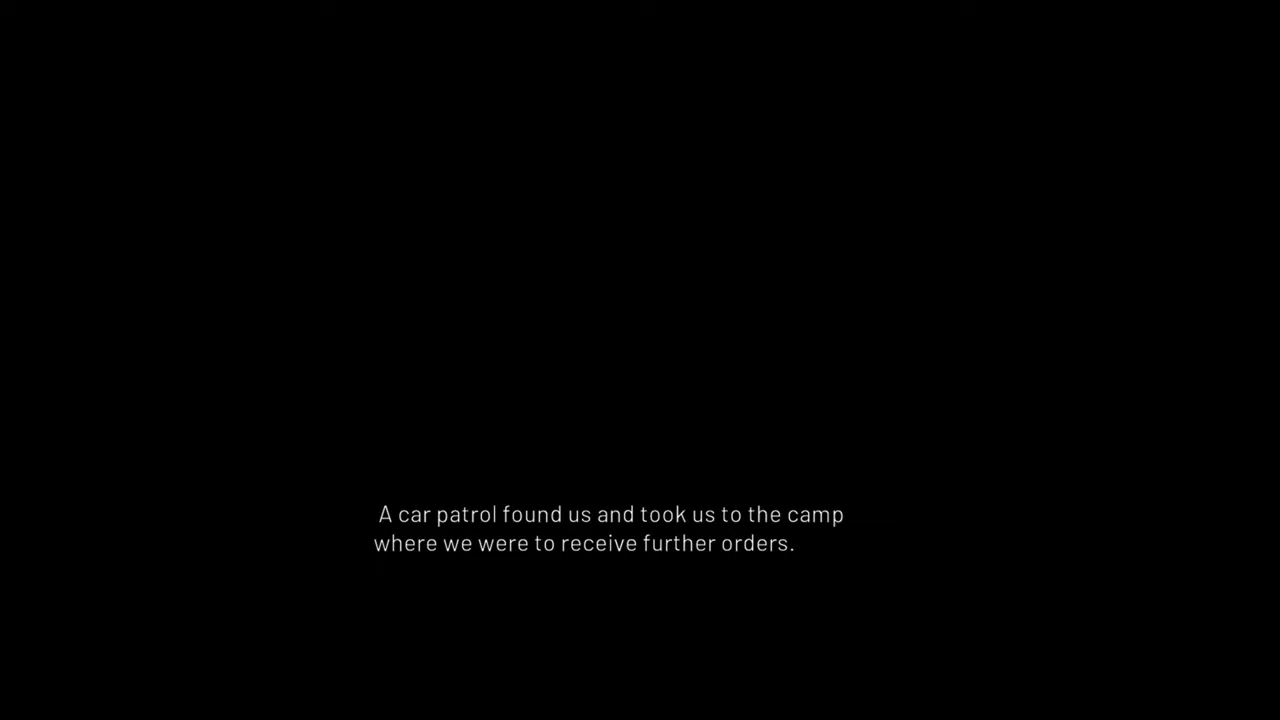 A car patrol found us and took us to the camp
where we were to receive further orders.